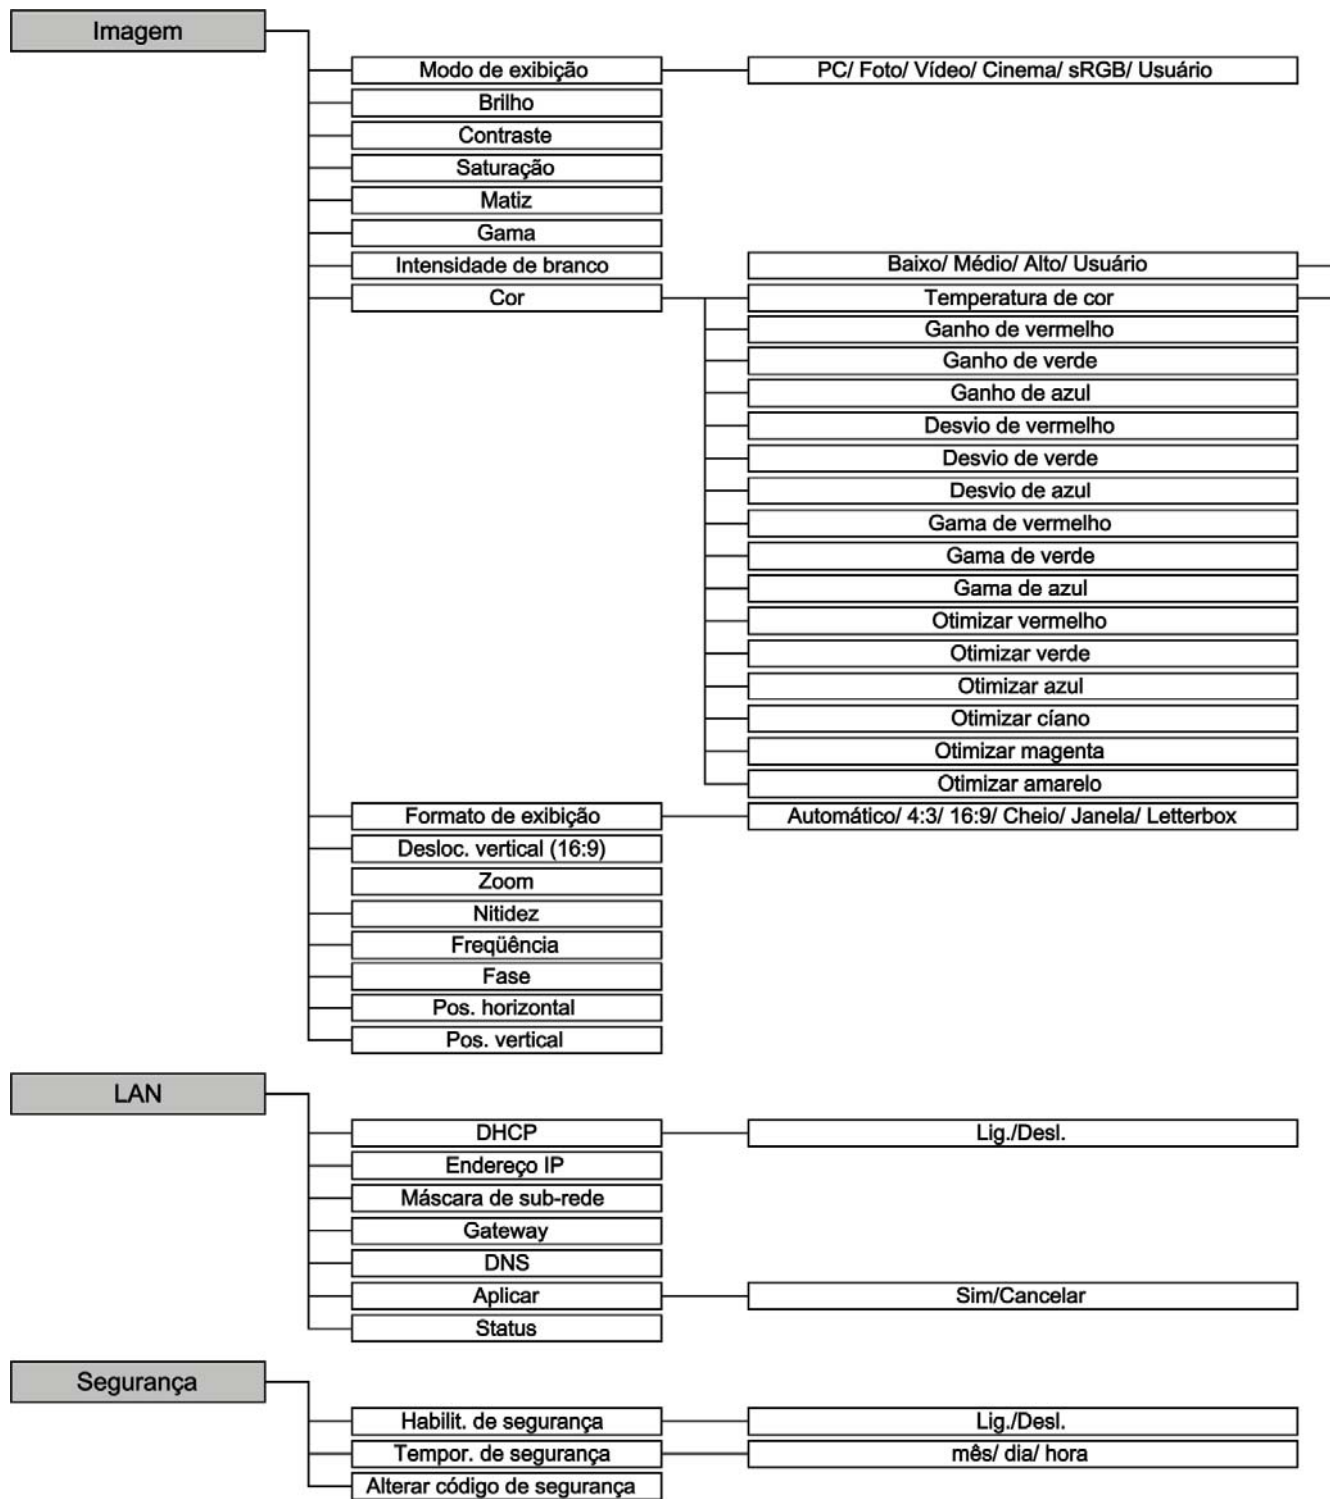 Imagem
Modo de exibição
PC/ Foto/ Vídeo/ Cinema/ sRGB/ Usuário
Brilho
Contraste
Saturação
Matiz
Gama
Intensidade de branco
Baixo/ Médio/ Alto/ Usuário
Cor
Temperatura de cor
Ganho de vermelho
Ganho de verde
Ganho de azul
Desvio de vermelho
Desvio de verde
Desvio de azul
Gama de vermelho
Gama de verde
Gama de azul
Otimizar vermelho
Otimizar verde
Otimizar azul
Otimizar cíano
Otimizar magenta
Otimizar amarelo
Formato de exibição
Automático/ 4:3/ 16:9/ Cheio/ Janela/ Letterbox
Desloc. vertical (16:9)
Zoom
Nitidez
Freqüência
Fase
Pos. horizontal
Pos. vertical
LAN
DHCP
Lig./Desl.
Endereço IP
Máscara de sub-rede
Gateway
DNS
Aplicar
Sim/Cancelar
Status
Segurança
Habilit. de segurança
Lig./Desl.
Tempor. de segurança
mês/ dia/ hora
Alterar código de segurança